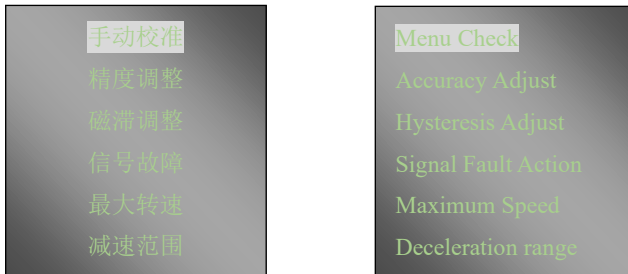 手动校准
精度调整
磁滞调整
信号故障
最大转速
减速范围
Menu Check
Accuracy Adjust
Hysteresis Adjust
Signal Fault Action
Maximum Speed
Deceleration range